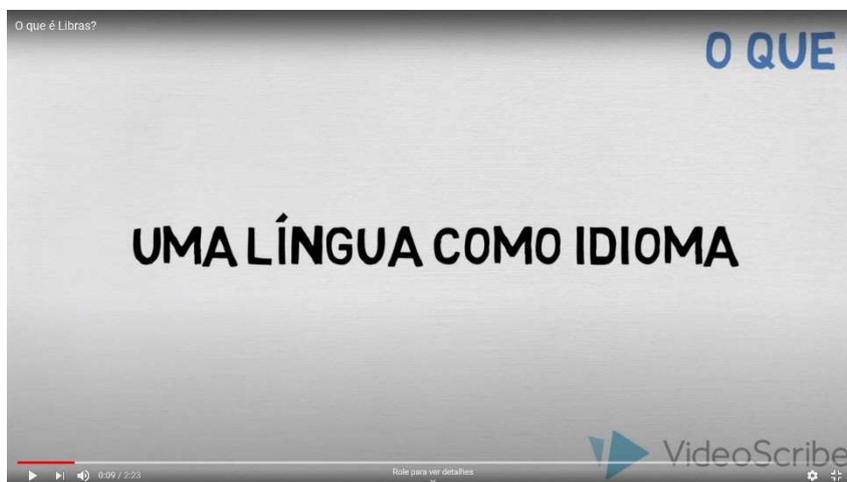 O que é Libras?
O QUE
UMA LÍNGUA COMO IDIOMA
VideoScribe
0:09 / 2:23
Role para ver detalhes